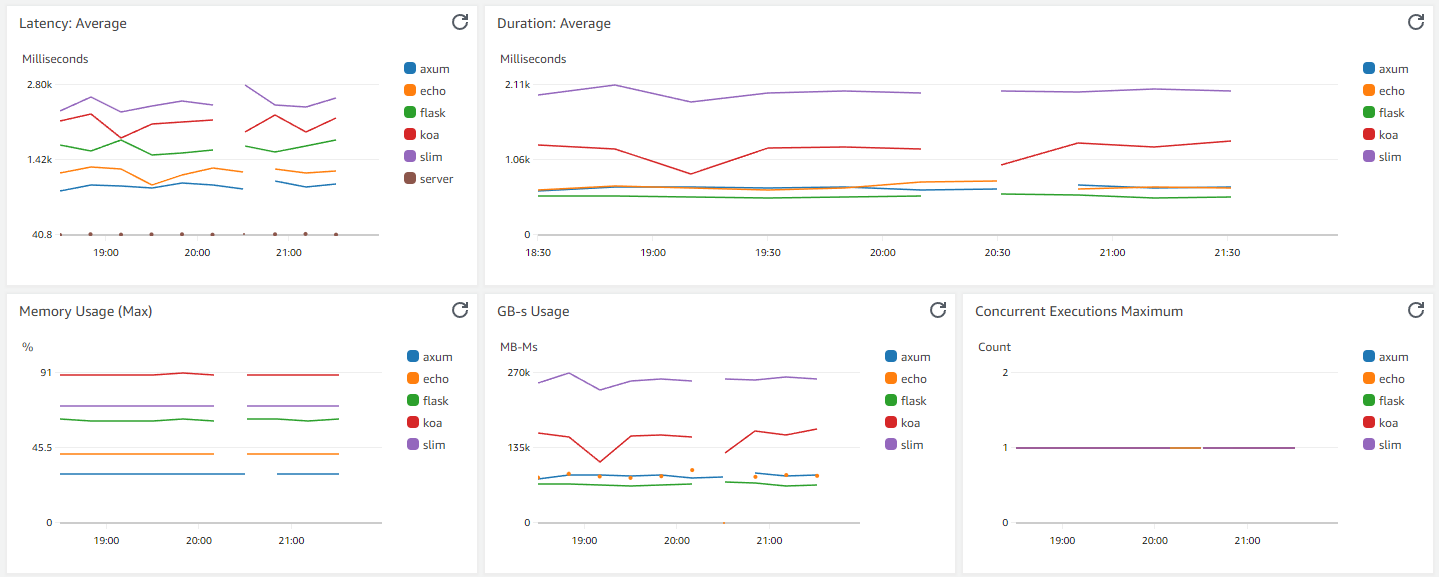 Latency: Average
Milliseconds
2.80k
1.42k
40.8
19:00 20:00 21:00
axum
echo
flask
koa
slim
server
Duration: Average
Milliseconds
2.11k
1.06k
0
18:30 19:00 19:30 20:00 20:30 21:00 21:30
axum
echo
flask
koa
slim
Memory Usage (Max)
%
91
45.5
0
19:00 20:00 21:00
axum
echo
flask
koa
slim
GB-s Usage
MB-Ms
270k
135k
0
19:00 20:00 21:00
axum
echo
flask
koa
slim
Concurrent Executions Maximum
Count
2
1
0
19:00 20:00 21:00
axum
echo
flask
koa
slim